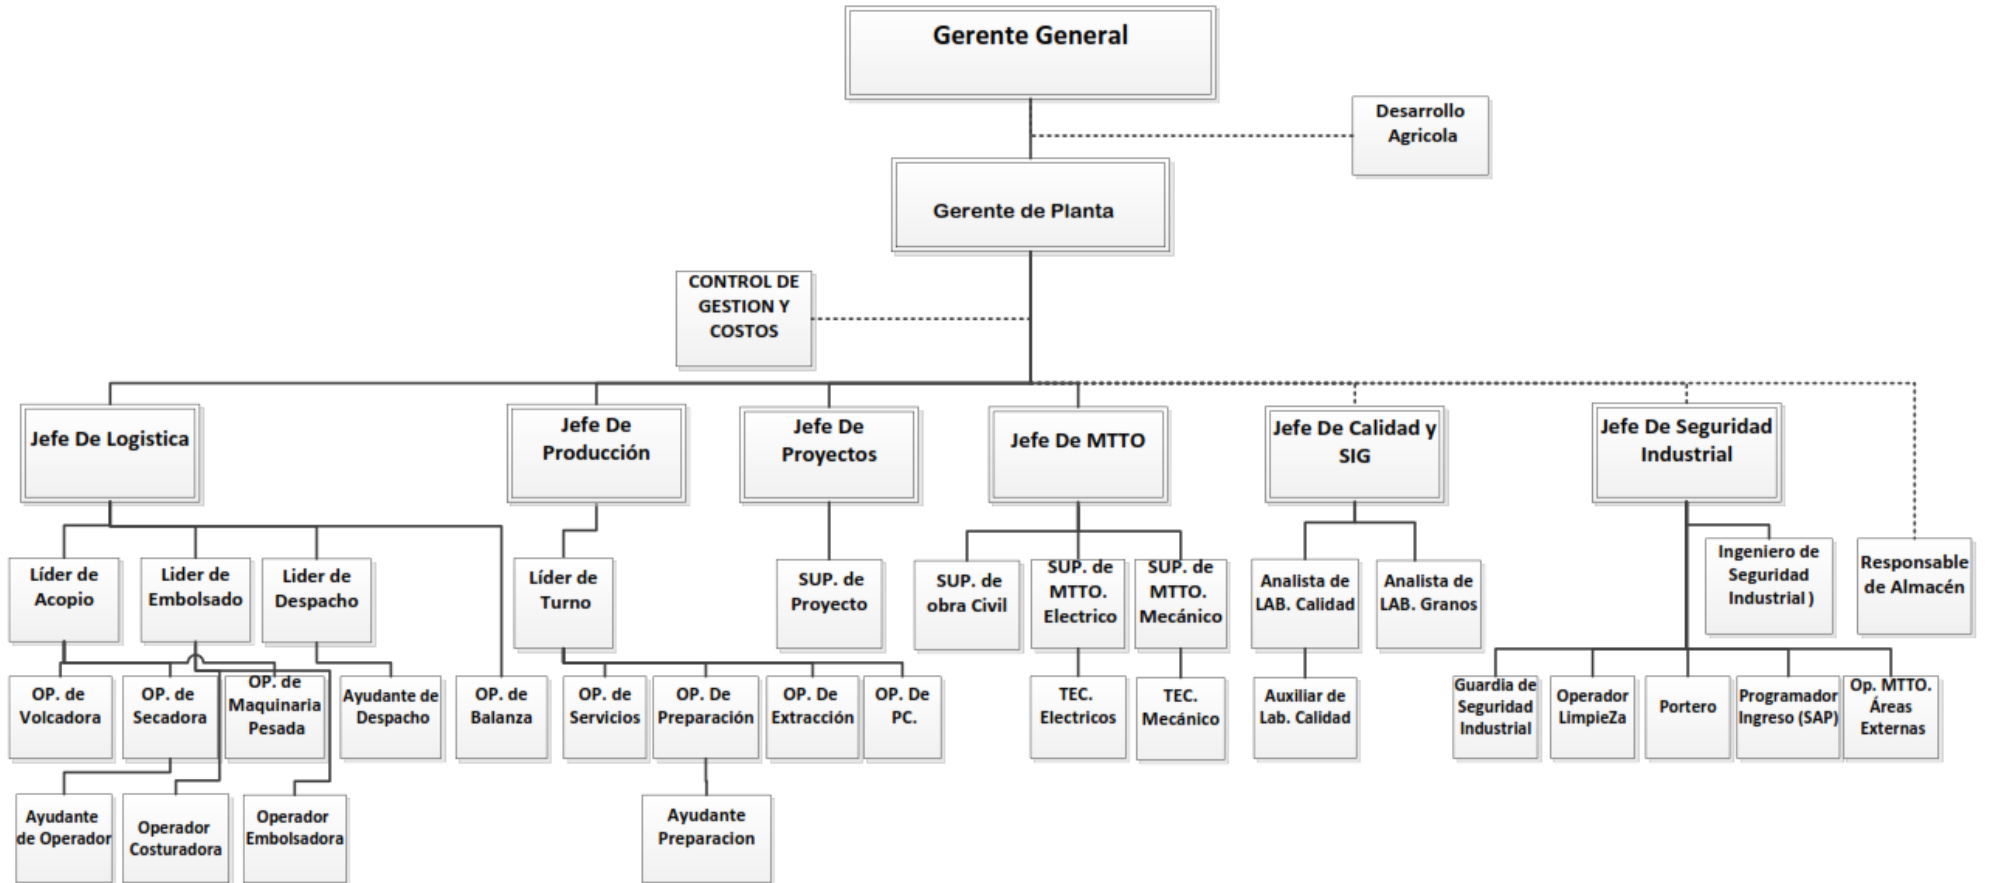 Gerente General
Desarrollo
Agricola
Gerente de Planta
CONTROL DE
GESTION Y
COSTOS
Jefe De Logistica
Jefe De
Producción
Jefe De
Proyectos
Jefe De MTTO
Jefe De Calidad y
SIG
Jefe De Seguridad
Industrial
Líder de
Acopio
Lider de
Embolsado
Lider de
Despacho
Líder de
Turno
SUP. de
Proyecto
SUP. de
obra Civil
SUP. de
MTTO.
Electrico
SUP. de
MTTO.
Mecánico
Analista de
LAB. Calidad
Analista de
LAB. Granos
Ingeniero de
Seguridad
Industrial )
Responsable
de Almacén
OP. de
Volcadora
OP. de
Secadora
OP. de
Maquinaria
Pesada
Ayudante de
Despacho
OP. de
Balanza
OP. de
Servicios
OP. De
Preparación
OP. De
Extracción
OP. De
PC.
TEC.
Electricos
TEC.
Mecánico
Auxiliar de
Lab. Calidad
Guardia de
Seguridad
Industrial
Operador
LimpieZa
Portero
Programador
Ingreso (SAP)
Op. MTTO.
Áreas
Externas
Ayudante
de Operador
Operador
Costuradora
Operador
Embolsadora
Ayudante
Preparacion